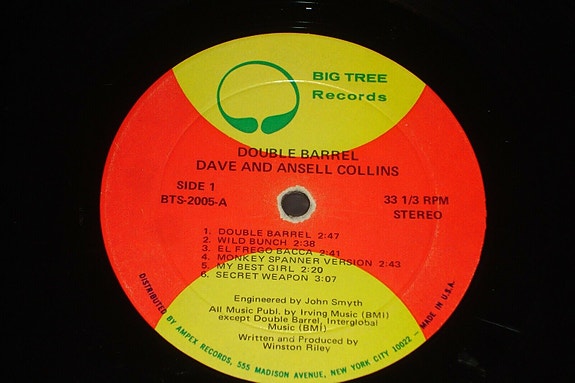 BIG TREE
Records
DOUBLE BARREL
DAVE AND ANSELL COLLINS
SIDE 1
BTS-2005-A
33 1/3 RPM
STEREO
1. DOUBLE BARREL 2:47
2. WILD BUNCH 2:38
3. EL FREGO BACCA 2:41
4. MONKEY SPANNER VERSION 2:43
5. MY BEST GIRL 2:20
6. SECRET WEAPON 3:07
Engineered by John Smyth
All Music Publ. by Irving Music (BMI)
except Double Barrel, Interglobal
Music (BMI)
Written and Produced by
Winston Riley
DISTRIBUTED BY AMPEX RECORDS, 555 MADISON AVENUE, NEW YORK CITY 10022 — MADE IN U.S.A.